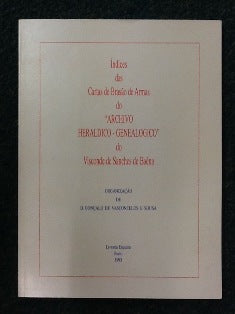 Índices
das
Cartas de Brasão de Armas
do
"ARCHIVO
HERALDICO - GENEALOGICO"
do
Visconde de Sanches de Baêna
ORGANIZAÇÃO
DE
D. GONÇALO DE VASCONCELOS E SOUSA
Livraria Esquina
Porto